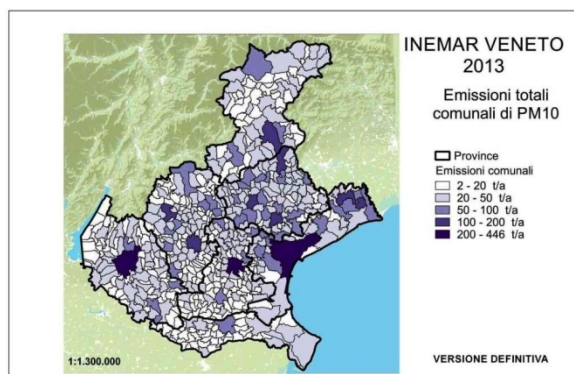 INEMAR VENETO
2013
Emissioni totali
comunali di PM10
Province
Emissioni comunali
2 - 20 t/a
20 - 50 t/a
50 - 100 t/a
100 - 200 t/a
200 - 446 t/a
1:1.300.000
VERSIONE DEFINITIVA